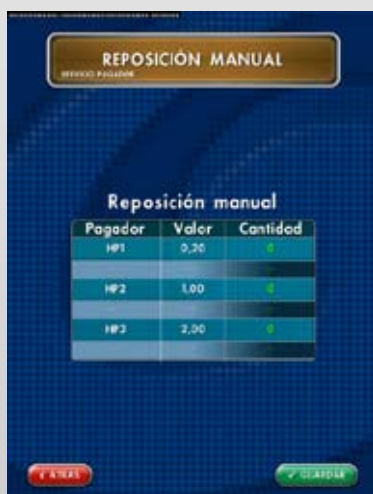 REPOSICIÓN MANUAL
SERVICIO PAGADOR
Reposición manual
Pagador Valor Cantidad
HP1 0,20 0
HP2 1,00 0
HP3 2,00 0
ATRAS
GUARDAR